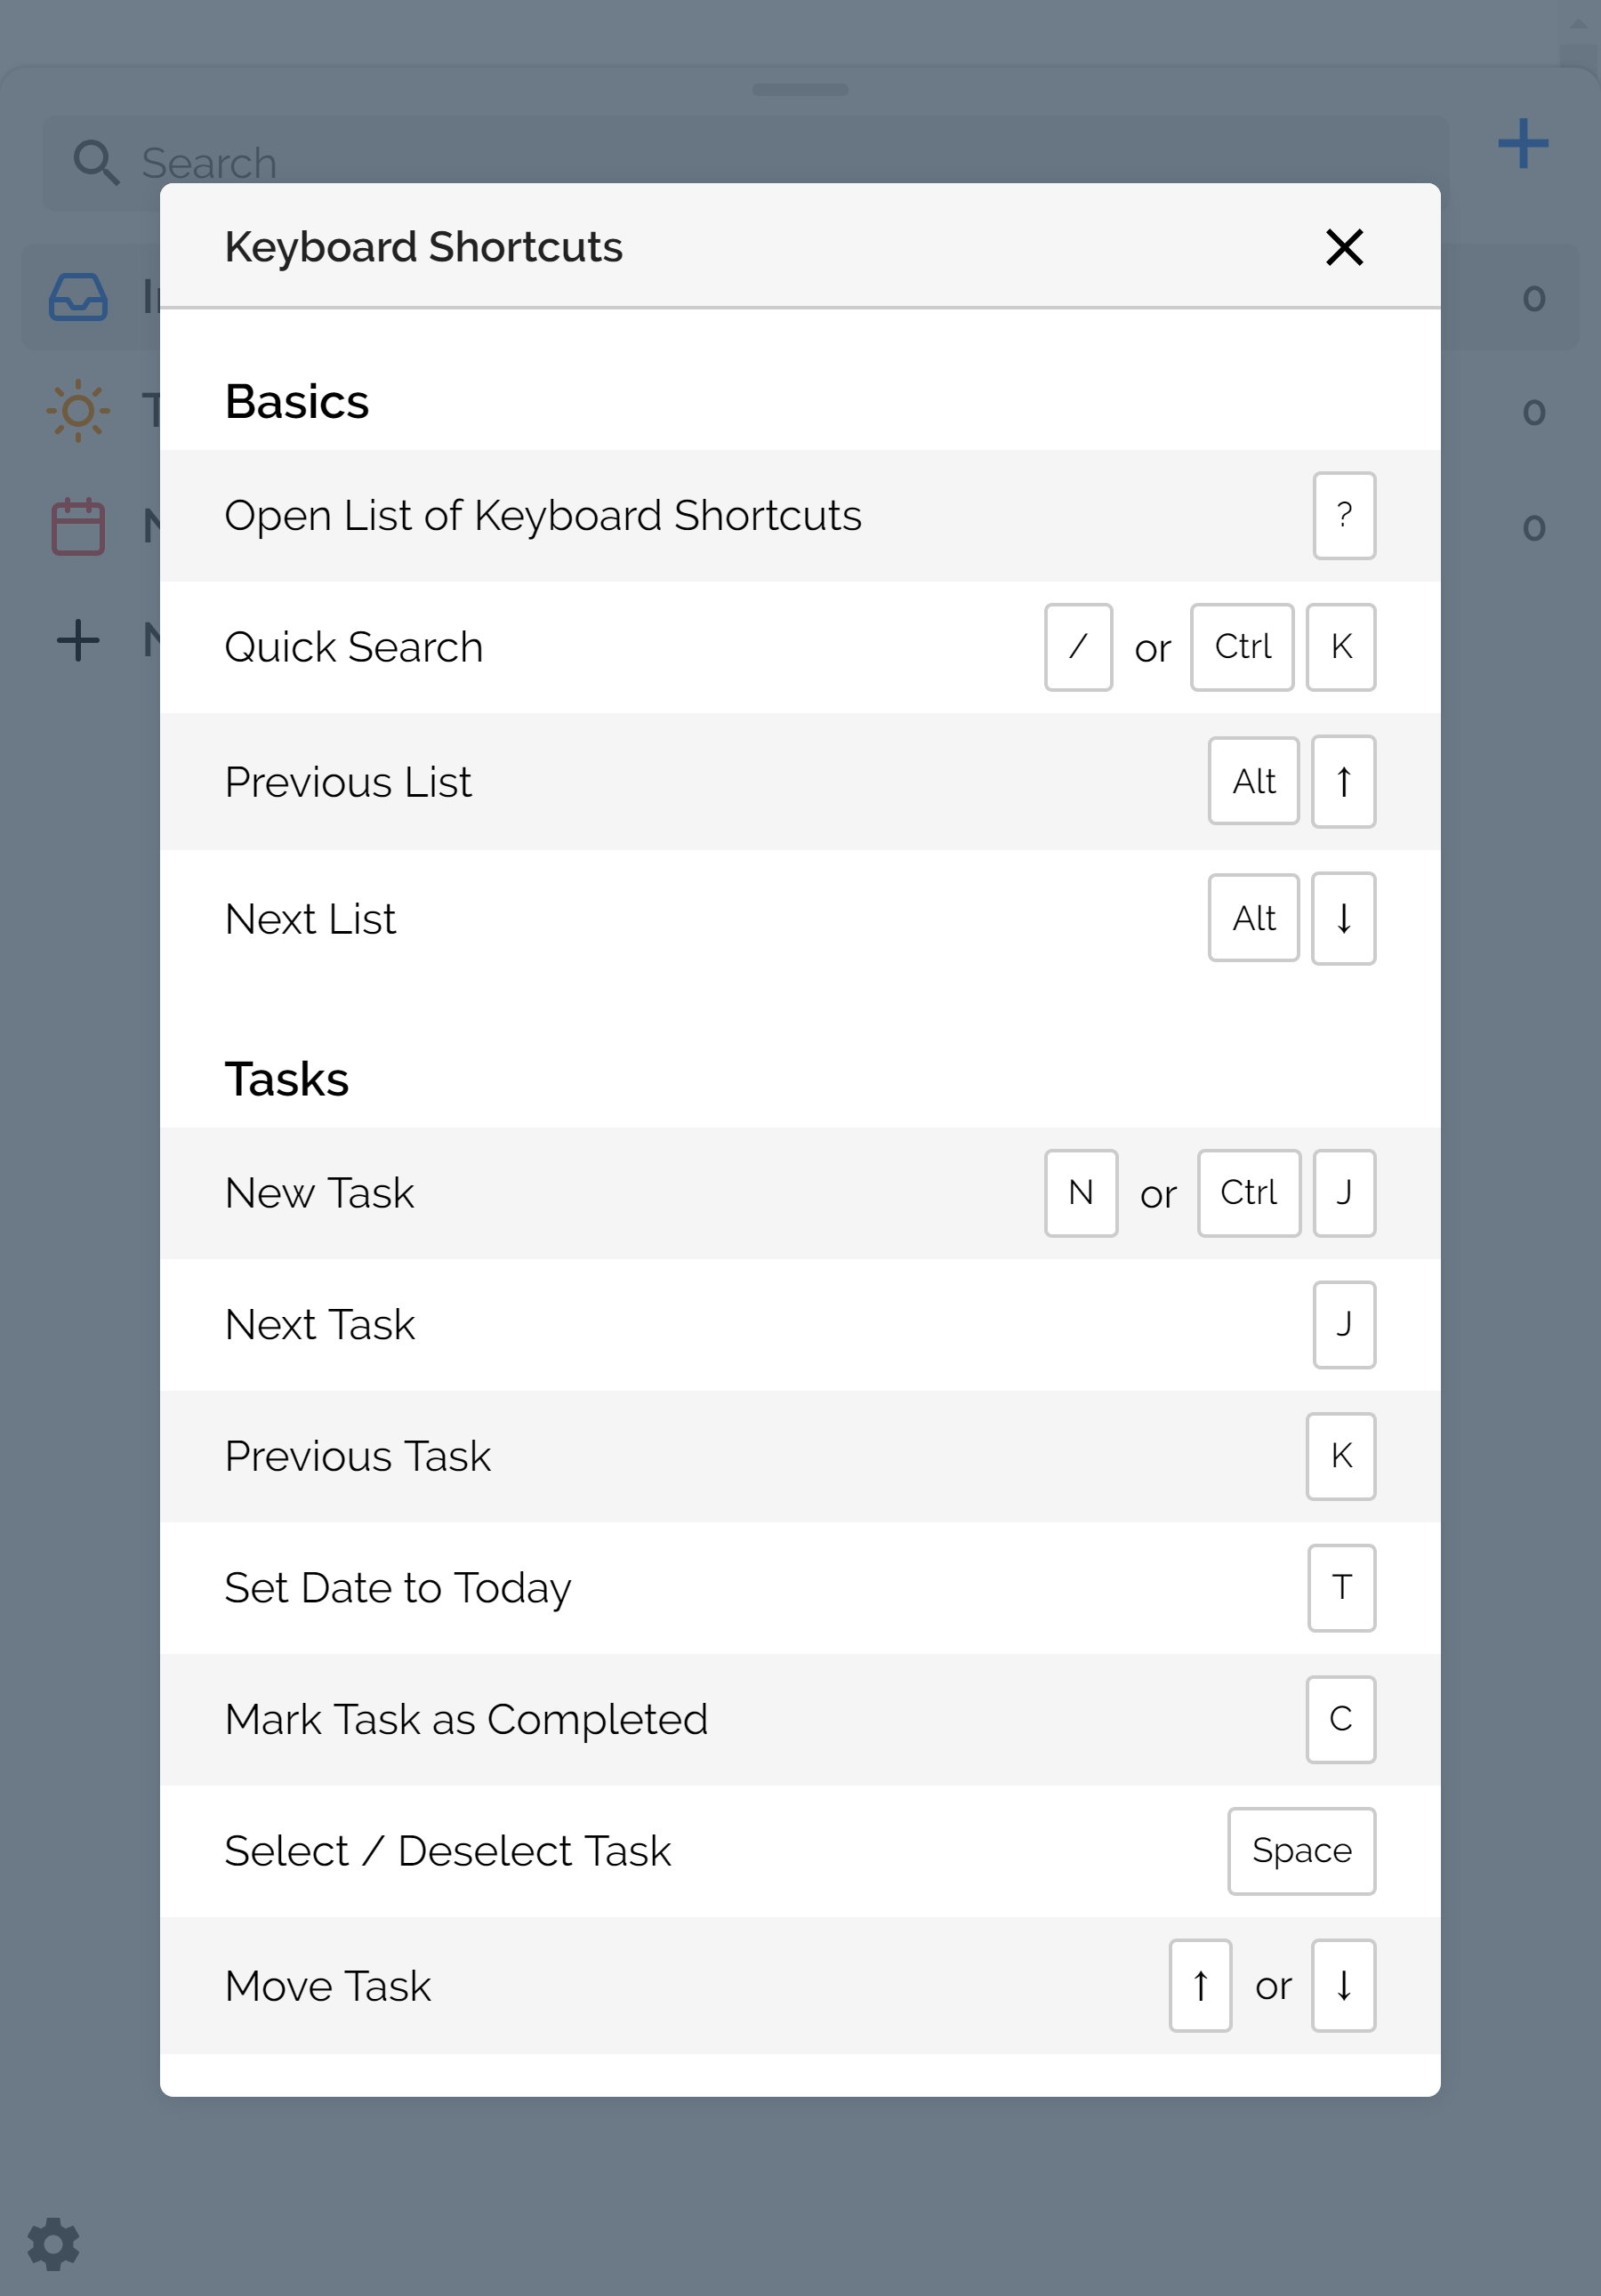 Search
Keyboard Shortcuts
0
Basics
0
Open List of Keyboard Shortcuts ?
0
Quick Search / or Ctrl K
Previous List Alt ↑
Next List Alt ↓
Tasks
New Task N or Ctrl J
Next Task J
Previous Task K
Set Date to Today T
Mark Task as Completed C
Select / Deselect Task Space
Move Task ↑ or ↓